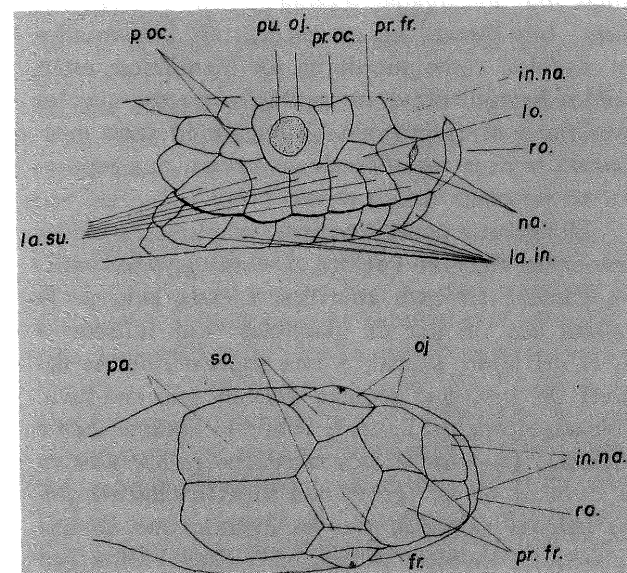 p. oc. pu. oj. pr. oc. pr. fr.
in. na.
lo.
ro.
na.
la. su.
la. in.
pa. so. oj
in. na.
ro.
fr. pr. fr.